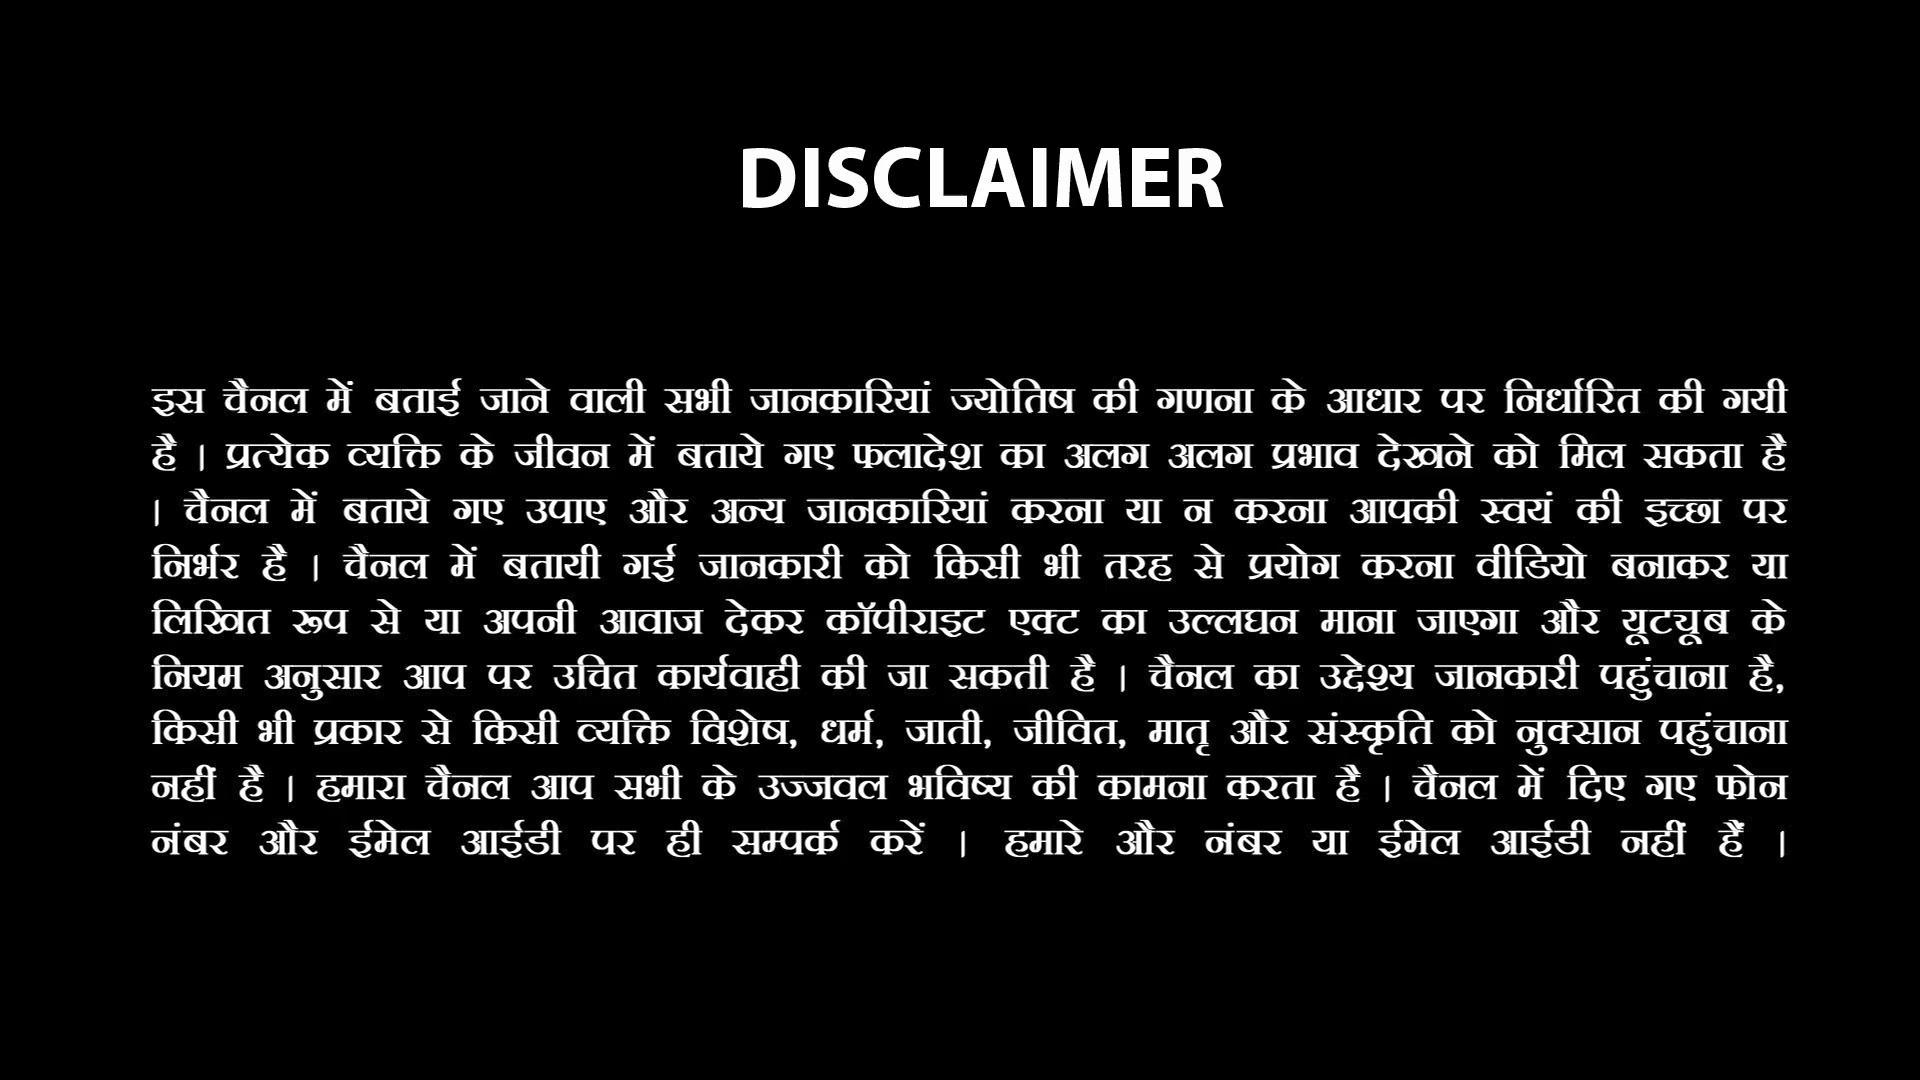 DISCLAIMER
इस चैनल में बताई जाने वाली सभी जानकारियां ज्योतिष की गणना के आधार पर निर्धारित की गयी
है । प्रत्येक व्यक्ति के जीवन में बताये गए फलादेश का अलग अलग प्रभाव देखने को मिल सकता है
। चैनल में बताये गए उपाए और अन्य जानकारियां करना या न करना आपकी स्वयं की इच्छा पर
निर्भर है । चैनल में बतायी गई जानकारी को किसी भी तरह से प्रयोग करना वीडियो बनाकर या
लिखित रूप से या अपनी आवाज देकर कॉपीराइट एक्ट का उल्लघन माना जाएगा और यूट्यूब के
नियम अनुसार आप पर उचित कार्यवाही की जा सकती है । चैनल का उद्देश्य जानकारी पहुंचाना है,
किसी भी प्रकार से किसी व्यक्ति विशेष, धर्म, जाती, जीवित, मातृ और संस्कृति को नुक्सान पहुंचाना
नहीं है । हमारा चैनल आप सभी के उज्जवल भविष्य की कामना करता है । चैनल में दिए गए फोन
नंबर और ईमेल आईडी पर ही सम्पर्क करें । हमारे और नंबर या ईमेल आईडी नहीं हैं ।